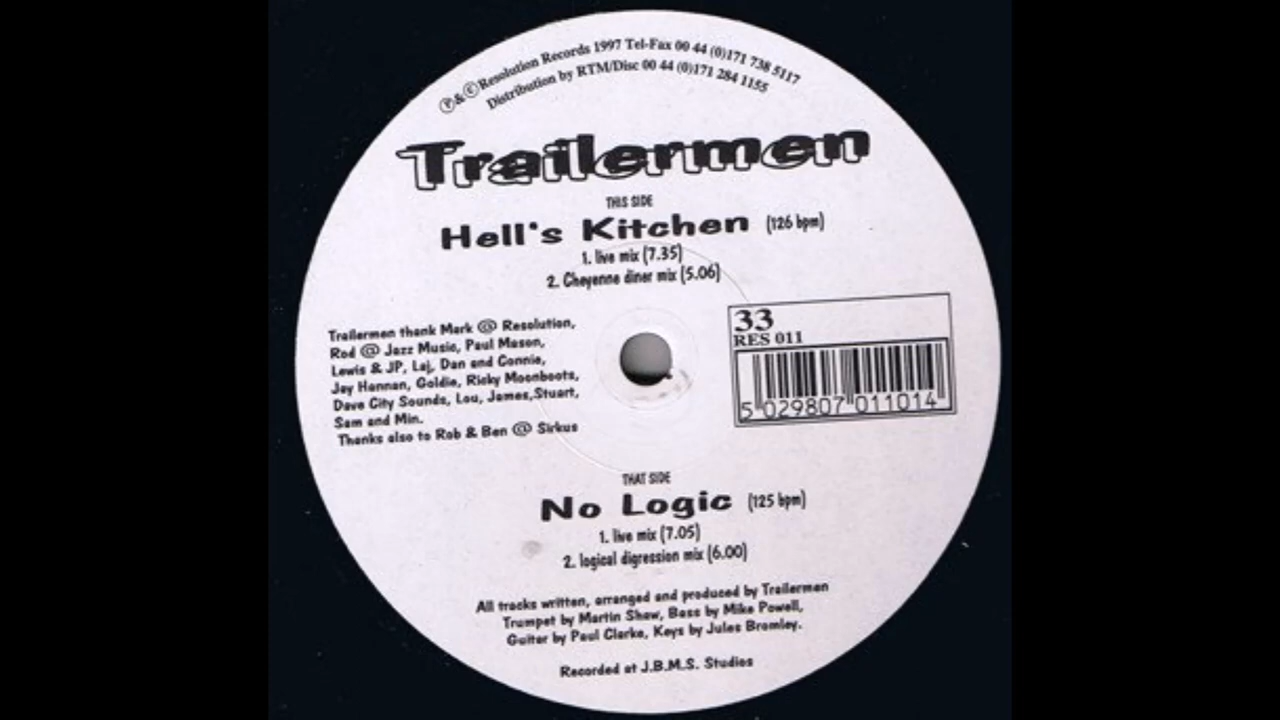 Ⓟ & Ⓒ Resolution Records 1997 Tel-Fax 00 44 (0)171 738 5117
Distribution by RTM/Disc 00 44 (0)171 284 1155
Trailermen
THIS SIDE
Hell's Kitchen (126 bpm)
1. live mix (7.35)
2. Cheyenne diner mix (5.06)
Trailermen thank Mark @ Resolution,
Rod @ Jazz Music, Paul Mason,
Lewis & JP, Laj, Dan and Connie,
Jay Hannan, Goldie, Ricky Moonboots,
Dave City Sounds, Lou, James,Stuart,
Sam and Min.
Thanks also to Rob & Ben @ Sirkus
33
RES 011
5 029807 011014
THAT SIDE
No Logic (125 bpm)
1. live mix (7.05)
2. logical digression mix (6.00)
All tracks written, arranged and produced by Trailermen
Trumpet by Martin Shaw, Bass by Mike Powell,
Guiter by Paul Clarke, Keys by Jules Bromley.
Recorded at J.B.M.S. Studios